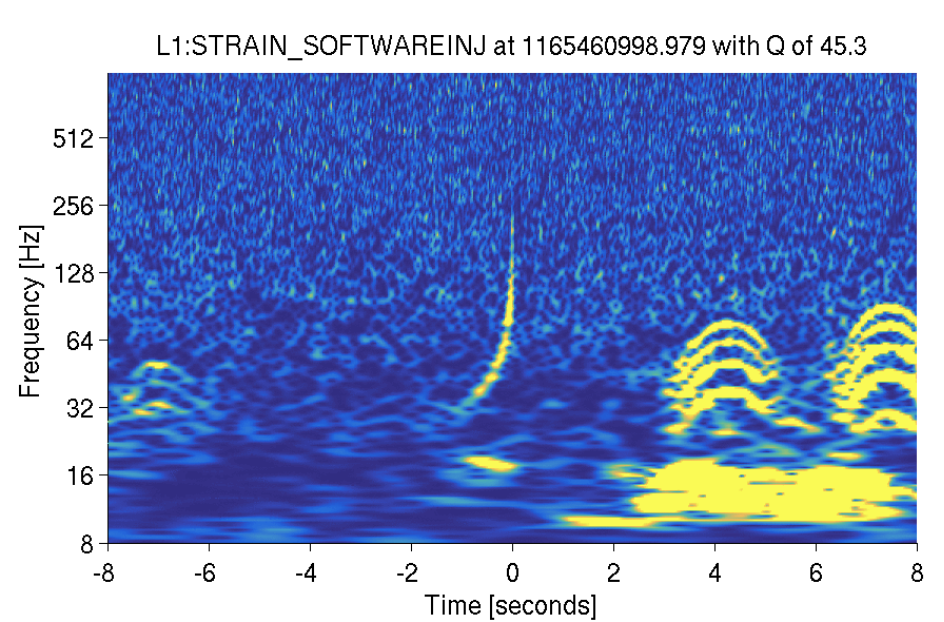 L1:STRAIN_SOFTWAREINJ at 1165460998.979 with Q of 45.3
512
256
128
64
32
16
8
Frequency [Hz]
-8 -6 -4 -2 0 2 4 6 8
Time [seconds]